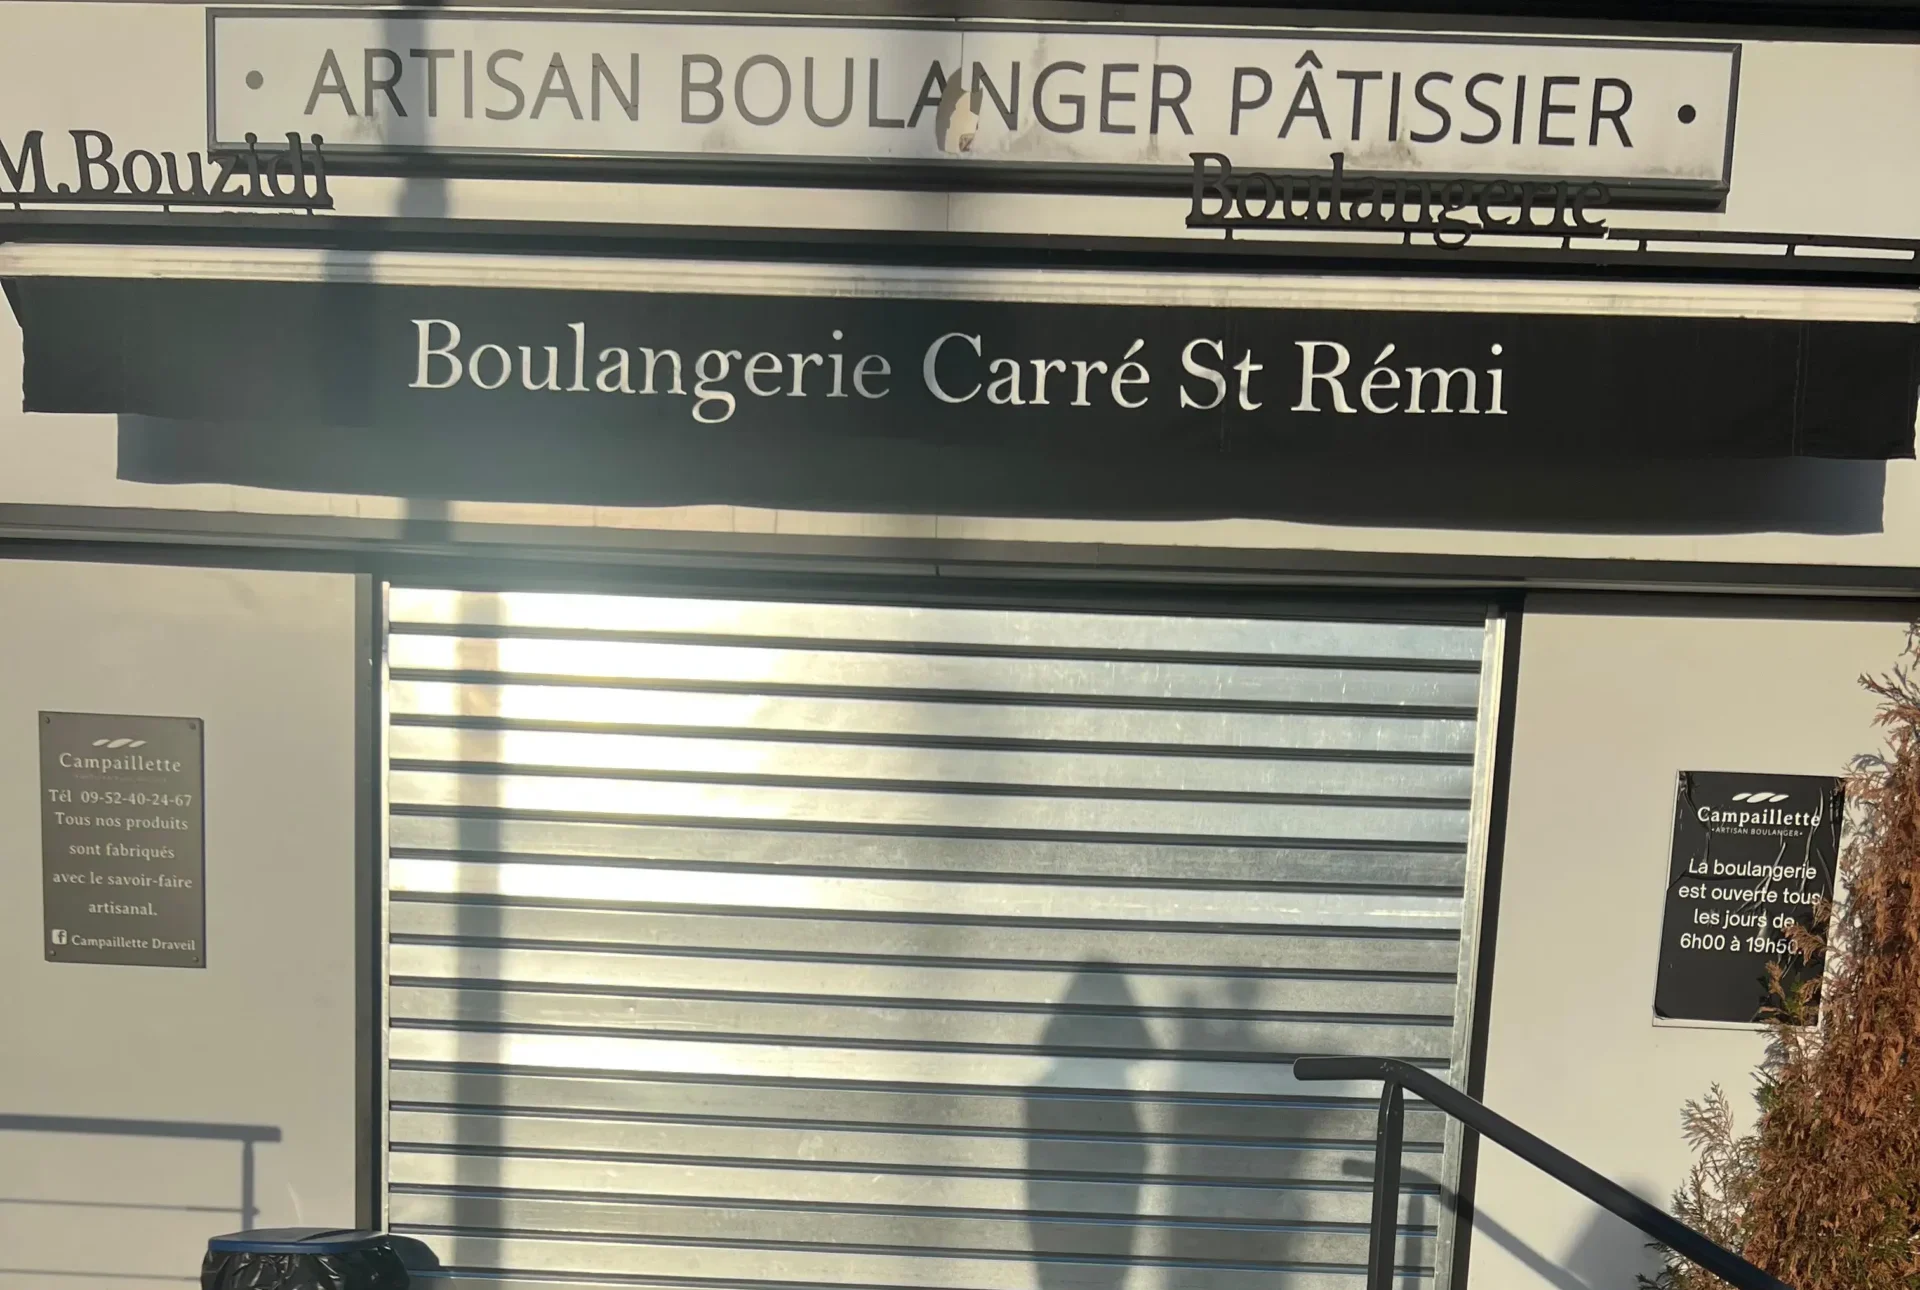 • ARTISAN BOULANGER PÂTISSIER •
M.Bouzidi
Boulangerie
Boulangerie Carré St Rémi
Campaillette
Tél 09-52-40-24-67
Tous nos produits
sont fabriqués
avec le savoir-faire
artisanal.
f Campaillette Draveil
Campaillette
•ARTISAN BOULANGER•
La boulangerie
est ouverte tous
les jours de
6h00 à 19h50.